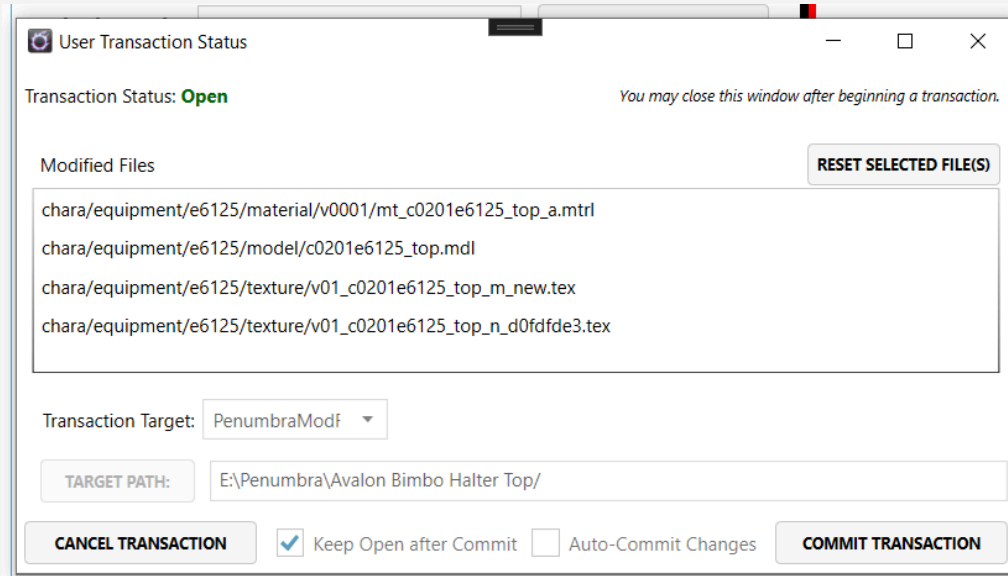 User Transaction Status
Transaction Status: Open
You may close this window after beginning a transaction.
Modified Files
RESET SELECTED FILE(S)
chara/equipment/e6125/material/v0001/mt_c0201e6125_top_a.mtrl
chara/equipment/e6125/model/c0201e6125_top.mdl
chara/equipment/e6125/texture/v01_c0201e6125_top_m_new.tex
chara/equipment/e6125/texture/v01_c0201e6125_top_n_d0fdfde3.tex
Transaction Target:
PenumbraModF
TARGET PATH:
E:\Penumbra\Avalon Bimbo Halter Top/
CANCEL TRANSACTION
Keep Open after Commit
Auto-Commit Changes
COMMIT TRANSACTION